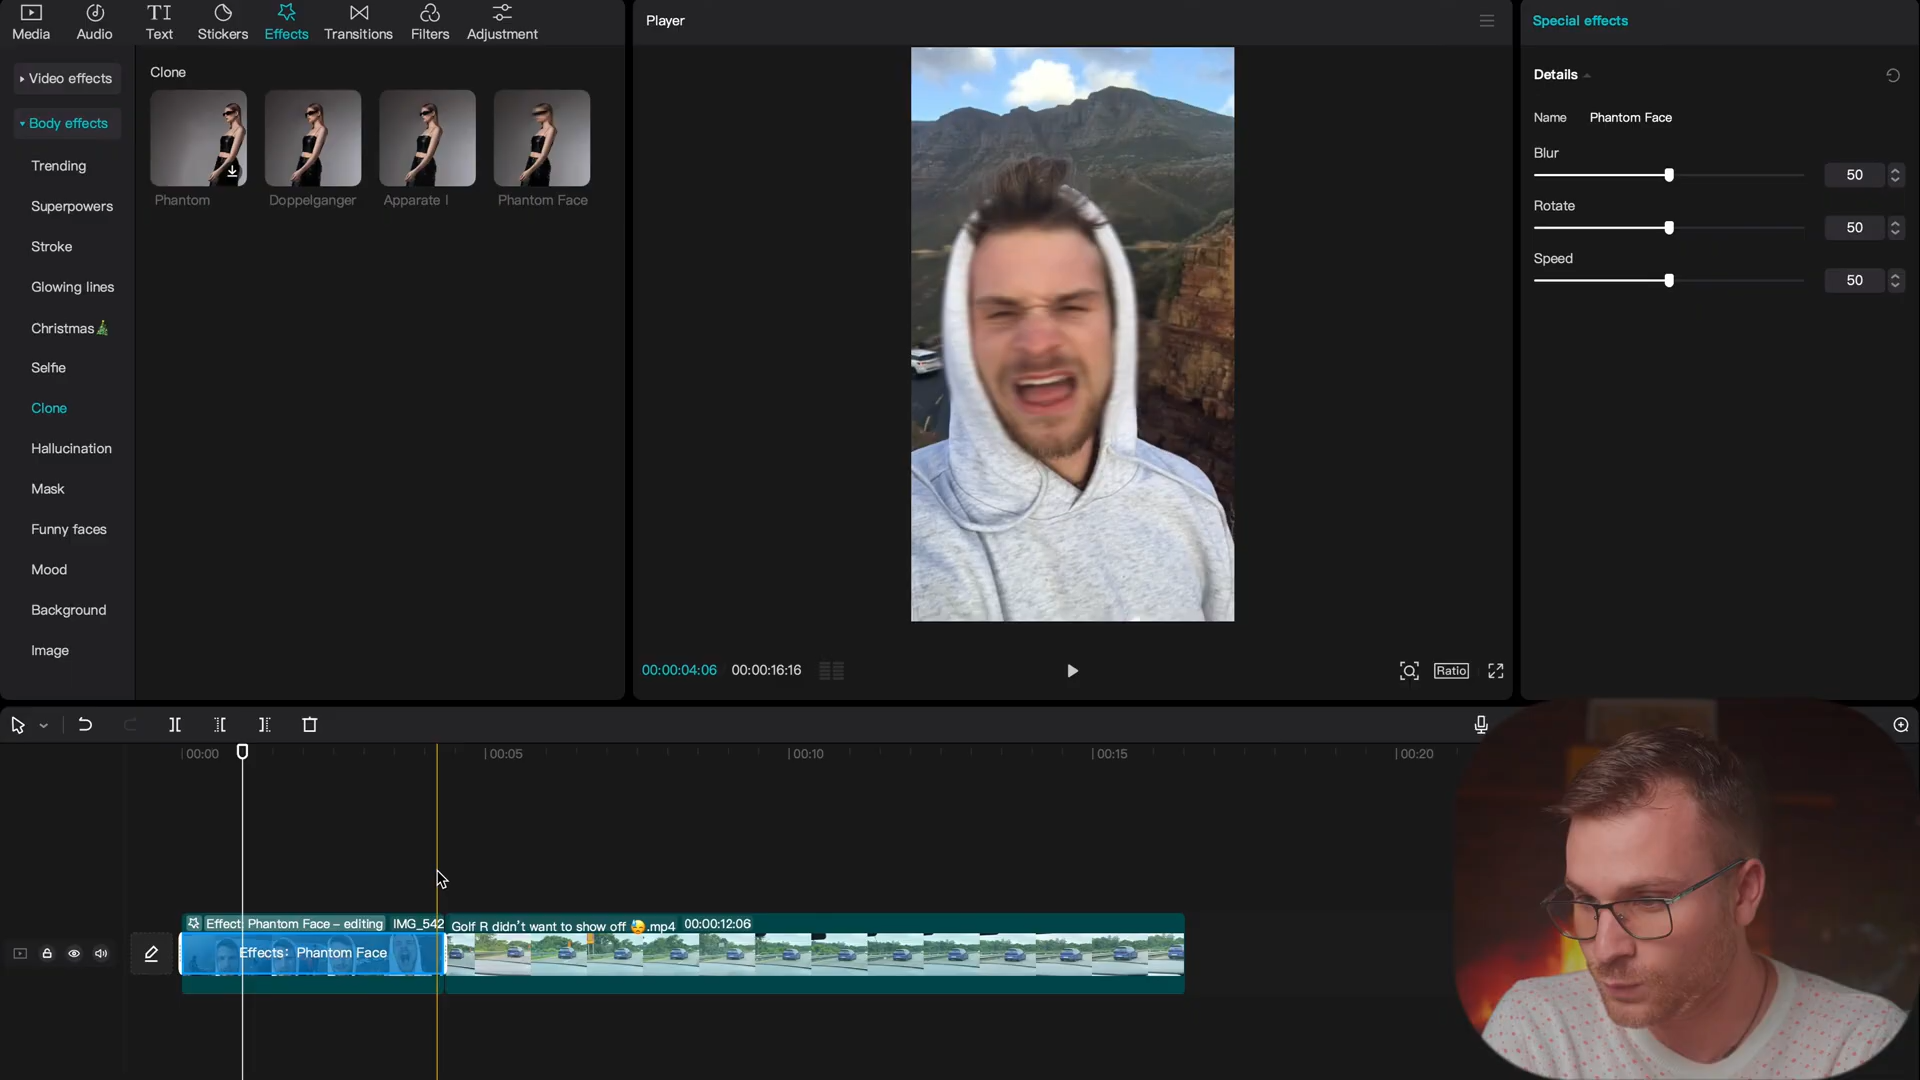 Media
Audio
Text
Stickers
Effects
Transitions
Filters
Adjustment
Video effects
Body effects
Trending
Superpowers
Stroke
Glowing lines
Christmas🎄
Selfie
Clone
Hallucination
Mask
Funny faces
Mood
Background
Image
Clone
Phantom
Doppelganger
Apparate I
Phantom Face
Player
00:00:04:06 00:00:16:16
Ratio
Special effects
Details
Name Phantom Face
Blur
50
Rotate
50
Speed
50
00:00 00:05 00:10 00:15 00:20
Effect: Phantom Face – editing IMG_542
Golf R didn't want to show off 😓.mp4 00:00:12:06
Effects: Phantom Face